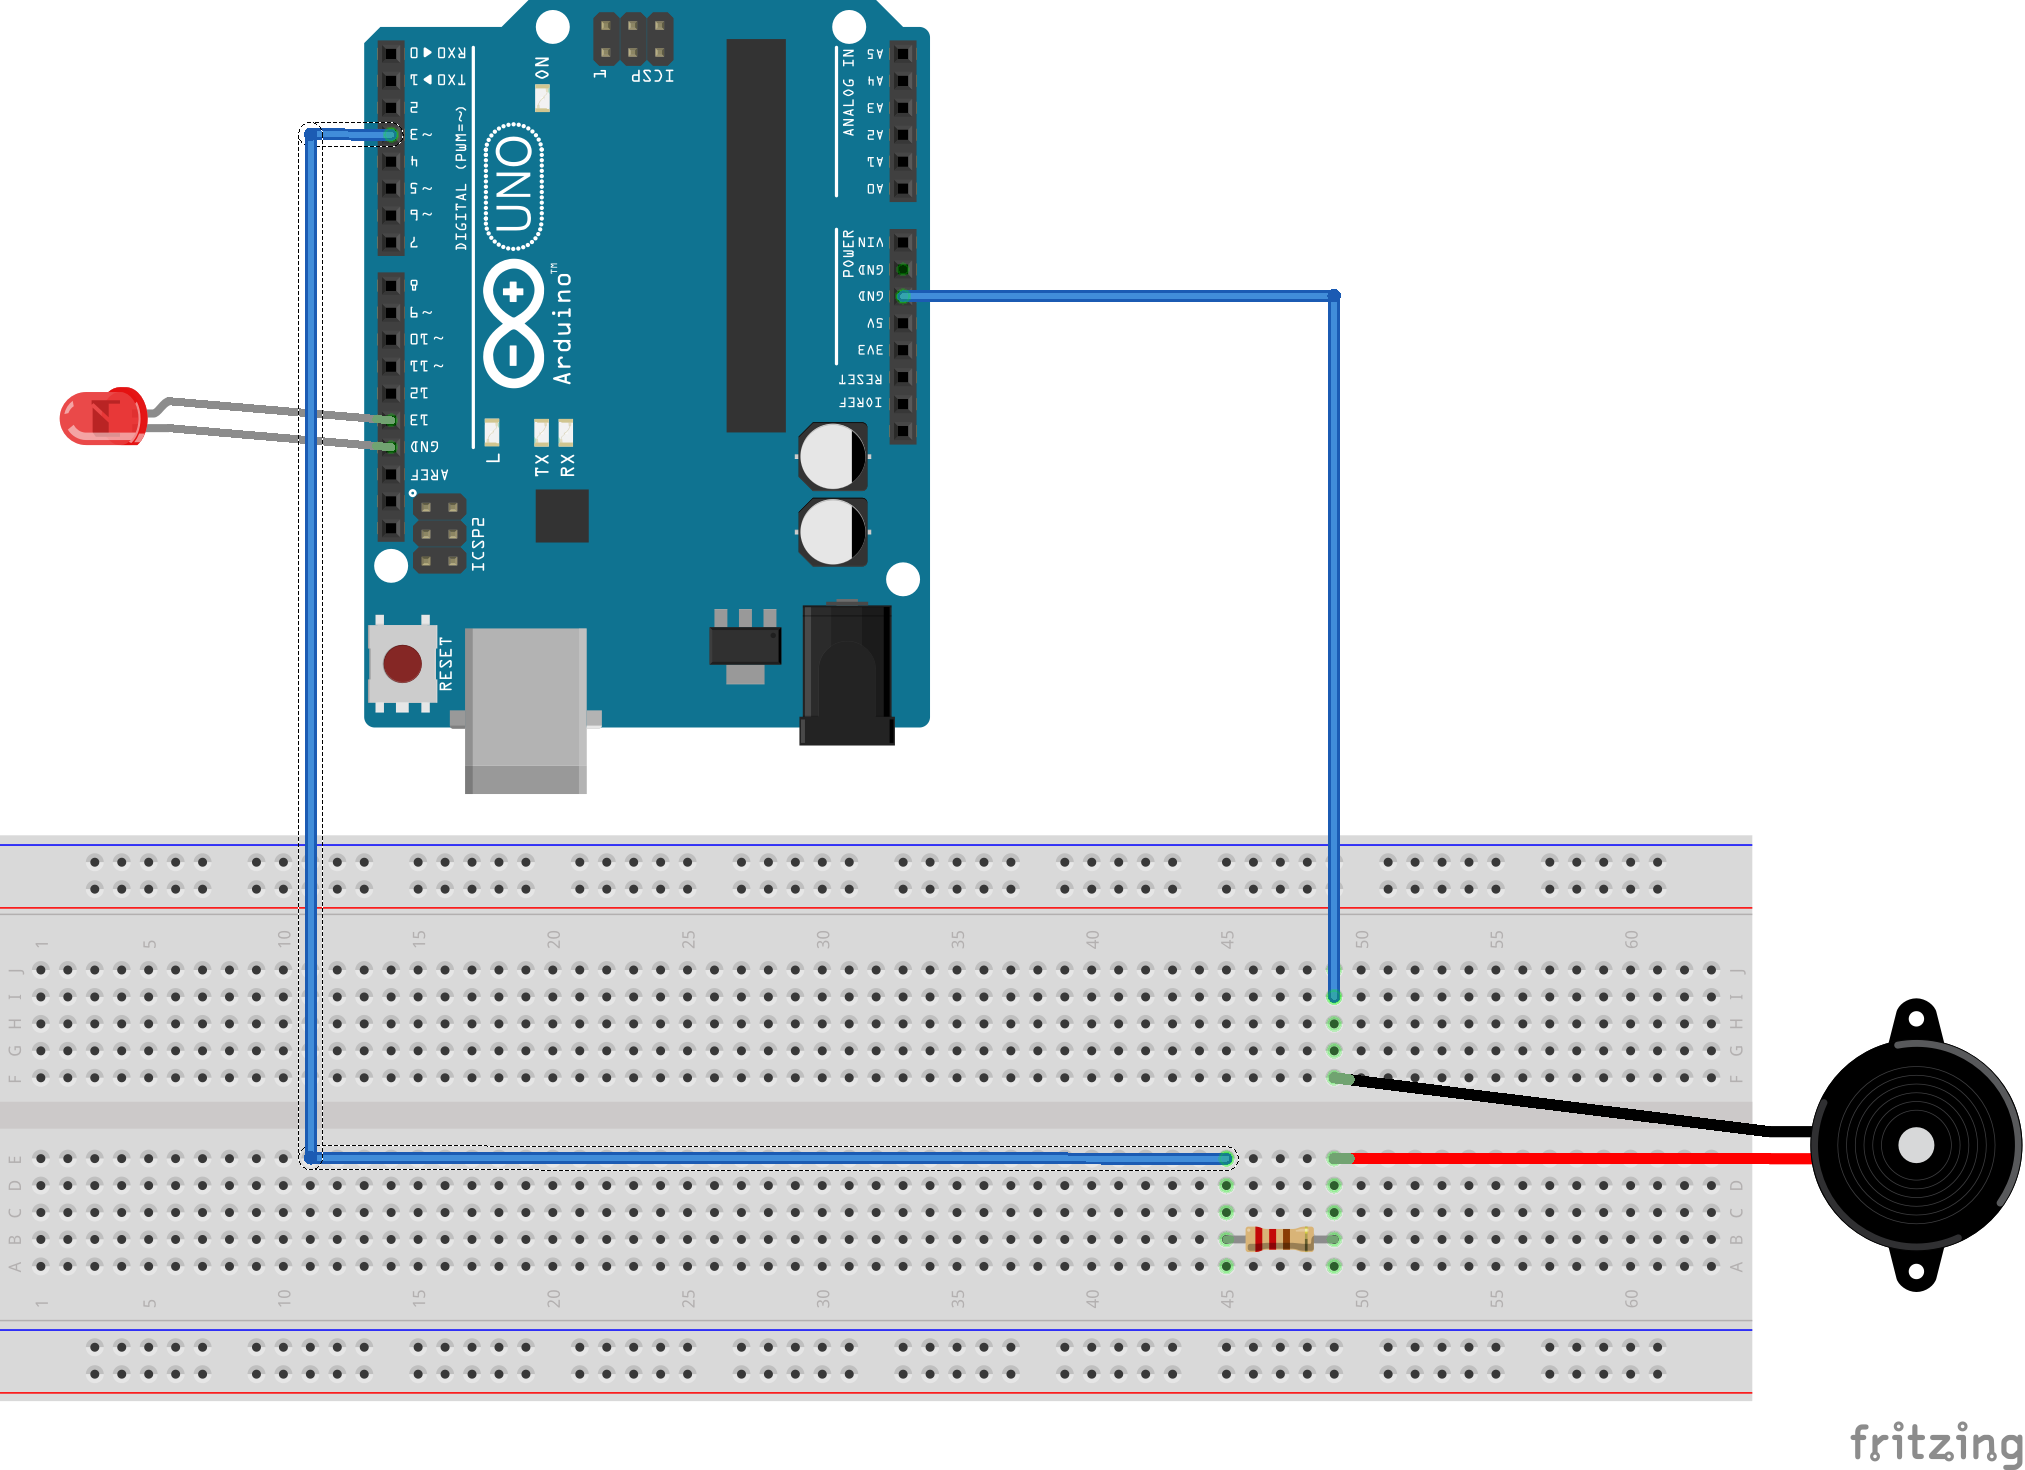 RXD ◀ 0
TXD ▶ 1
2
~3
4
~5
~6
7
8
~9
~10
~11
12
13
GND
AREF
DIGITAL (PWM=~)
ON
1
ICSP
UNO
Arduino™
L
TX
RX
ICSP2
RESET
ANALOG IN
A5
A4
A3
A2
A1
A0
POWER
VIN
GND
GND
5V
3V3
RESET
IOREF
1 5 10 15 20 25 30 35 40 45 50 55 60
J J
I I
H H
G G
F F
E
D D
C C
B B
A A
1 5 10 15 20 25 30 35 40 45 50 55 60
fritzing